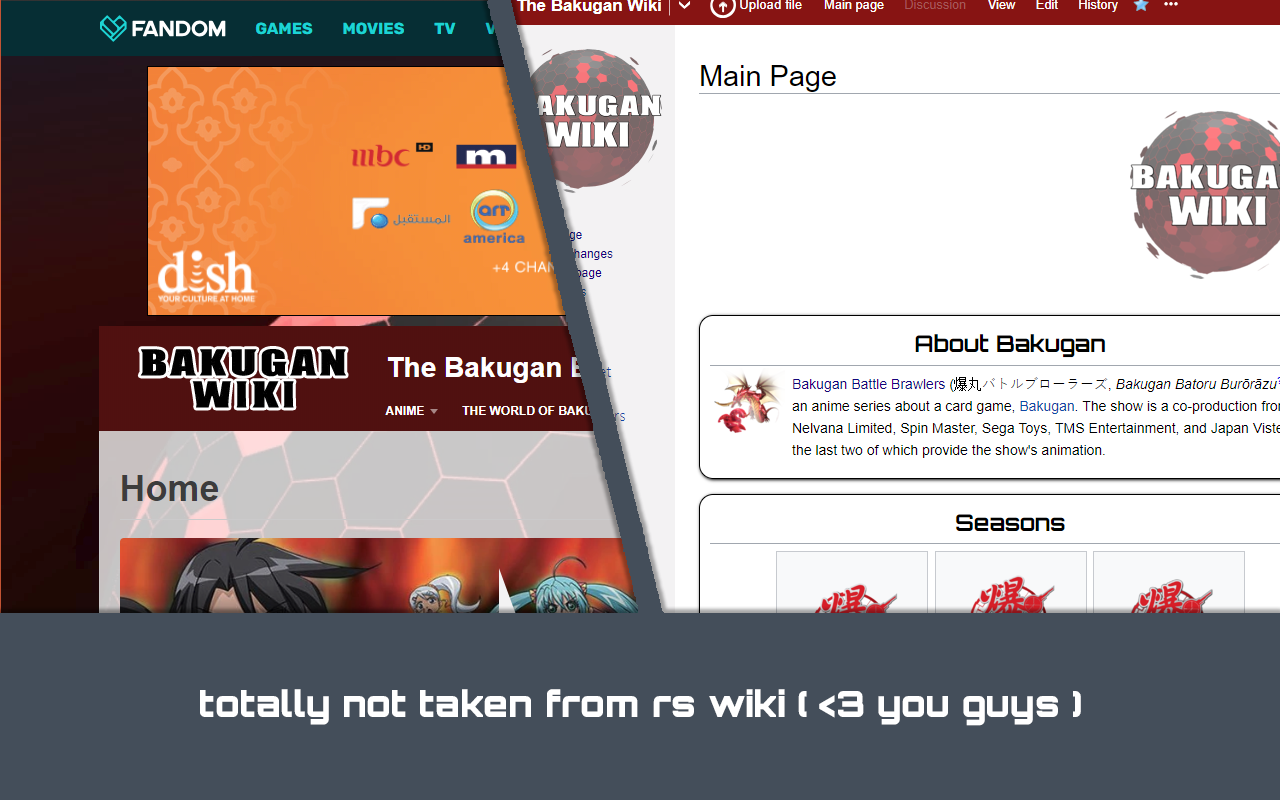 FANDOM GAMES MOVIES TV
mbc HD m
المستقبل art
america
dish
YOUR CULTURE AT HOME
+4 CHAN
BAKUGAN
WIKI
The Bakugan
ANIME THE WORLD OF BAKU
Home
The Bakugan Wiki Upload file Main page Discussion View Edit History
AKUGAN
WIKI
ge
hanges
page
s
et
rs
Main Page
BAKUGA
WIKI
About Bakugan
Bakugan Battle Brawlers (爆丸バトルブローラーズ, Bakugan Batoru Burōrāzu
an anime series about a card game, Bakugan. The show is a co-production fro
Nelvana Limited, Spin Master, Sega Toys, TMS Entertainment, and Japan Viste
the last two of which provide the show's animation.
Seasons
爆 爆 爆
totally not taken from rs wiki ( <3 you guys )